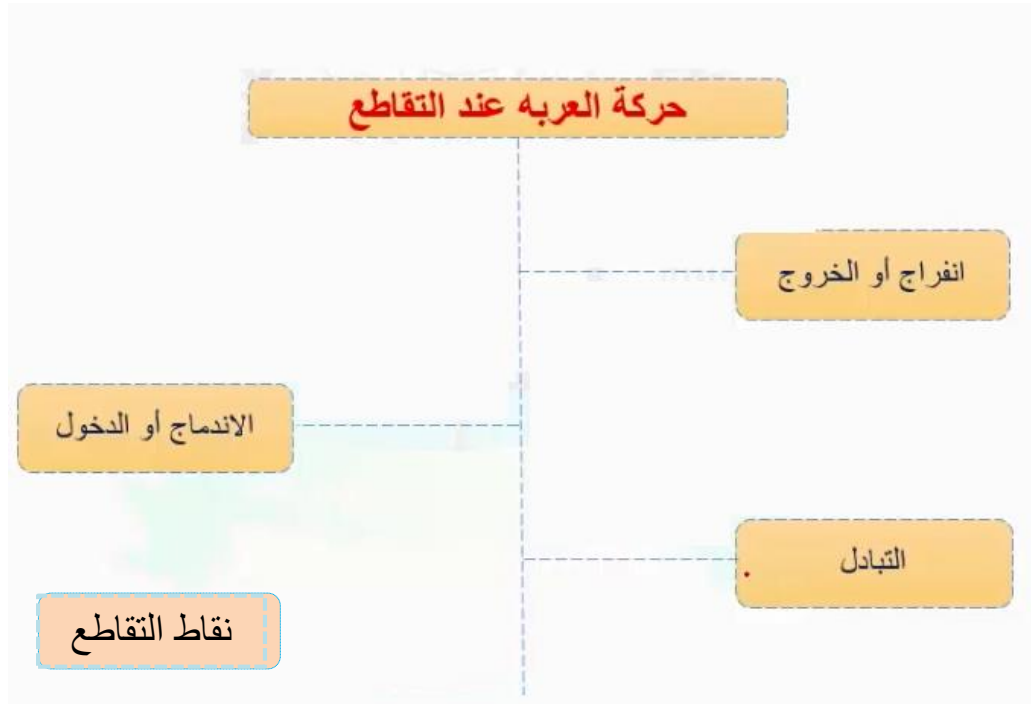 حركة العربه عند التقاطع
انفراج أو الخروج
الاندماج أو الدخول
التبادل
نقاط التقاطع